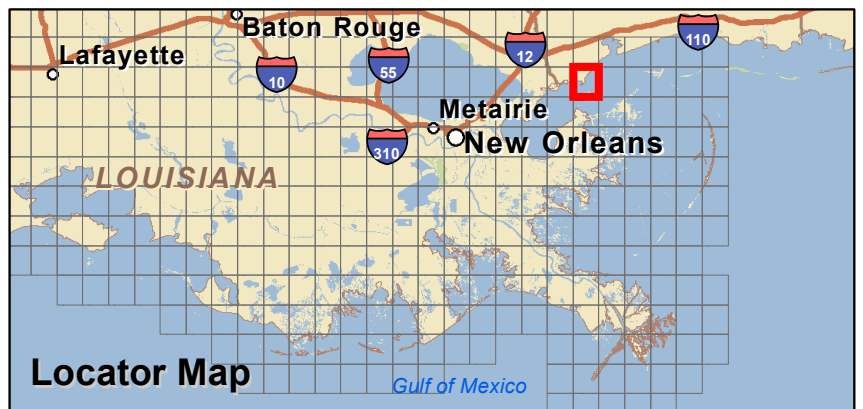 Baton Rouge
110
12
Lafayette
55
10
Metairie
New Orleans
310
LOUISIANA
Locator Map
Gulf of Mexico